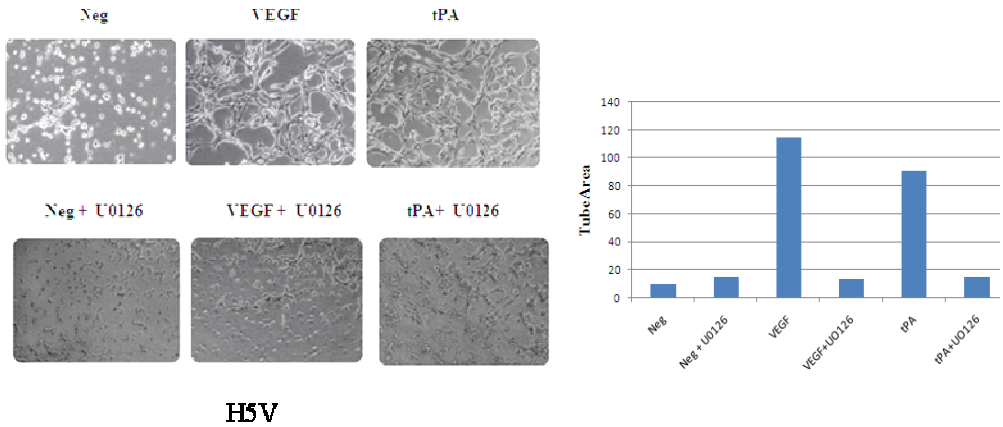 Neg
VEGF
tPA
Neg + U0126
VEGF + U0126
tPA+ U0126
H5V
TubeArea
140
120
100
80
60
40
20
0
Neg
Neg + U0126
VEGF
VEGF+UO126
tPA
tPA+UO126